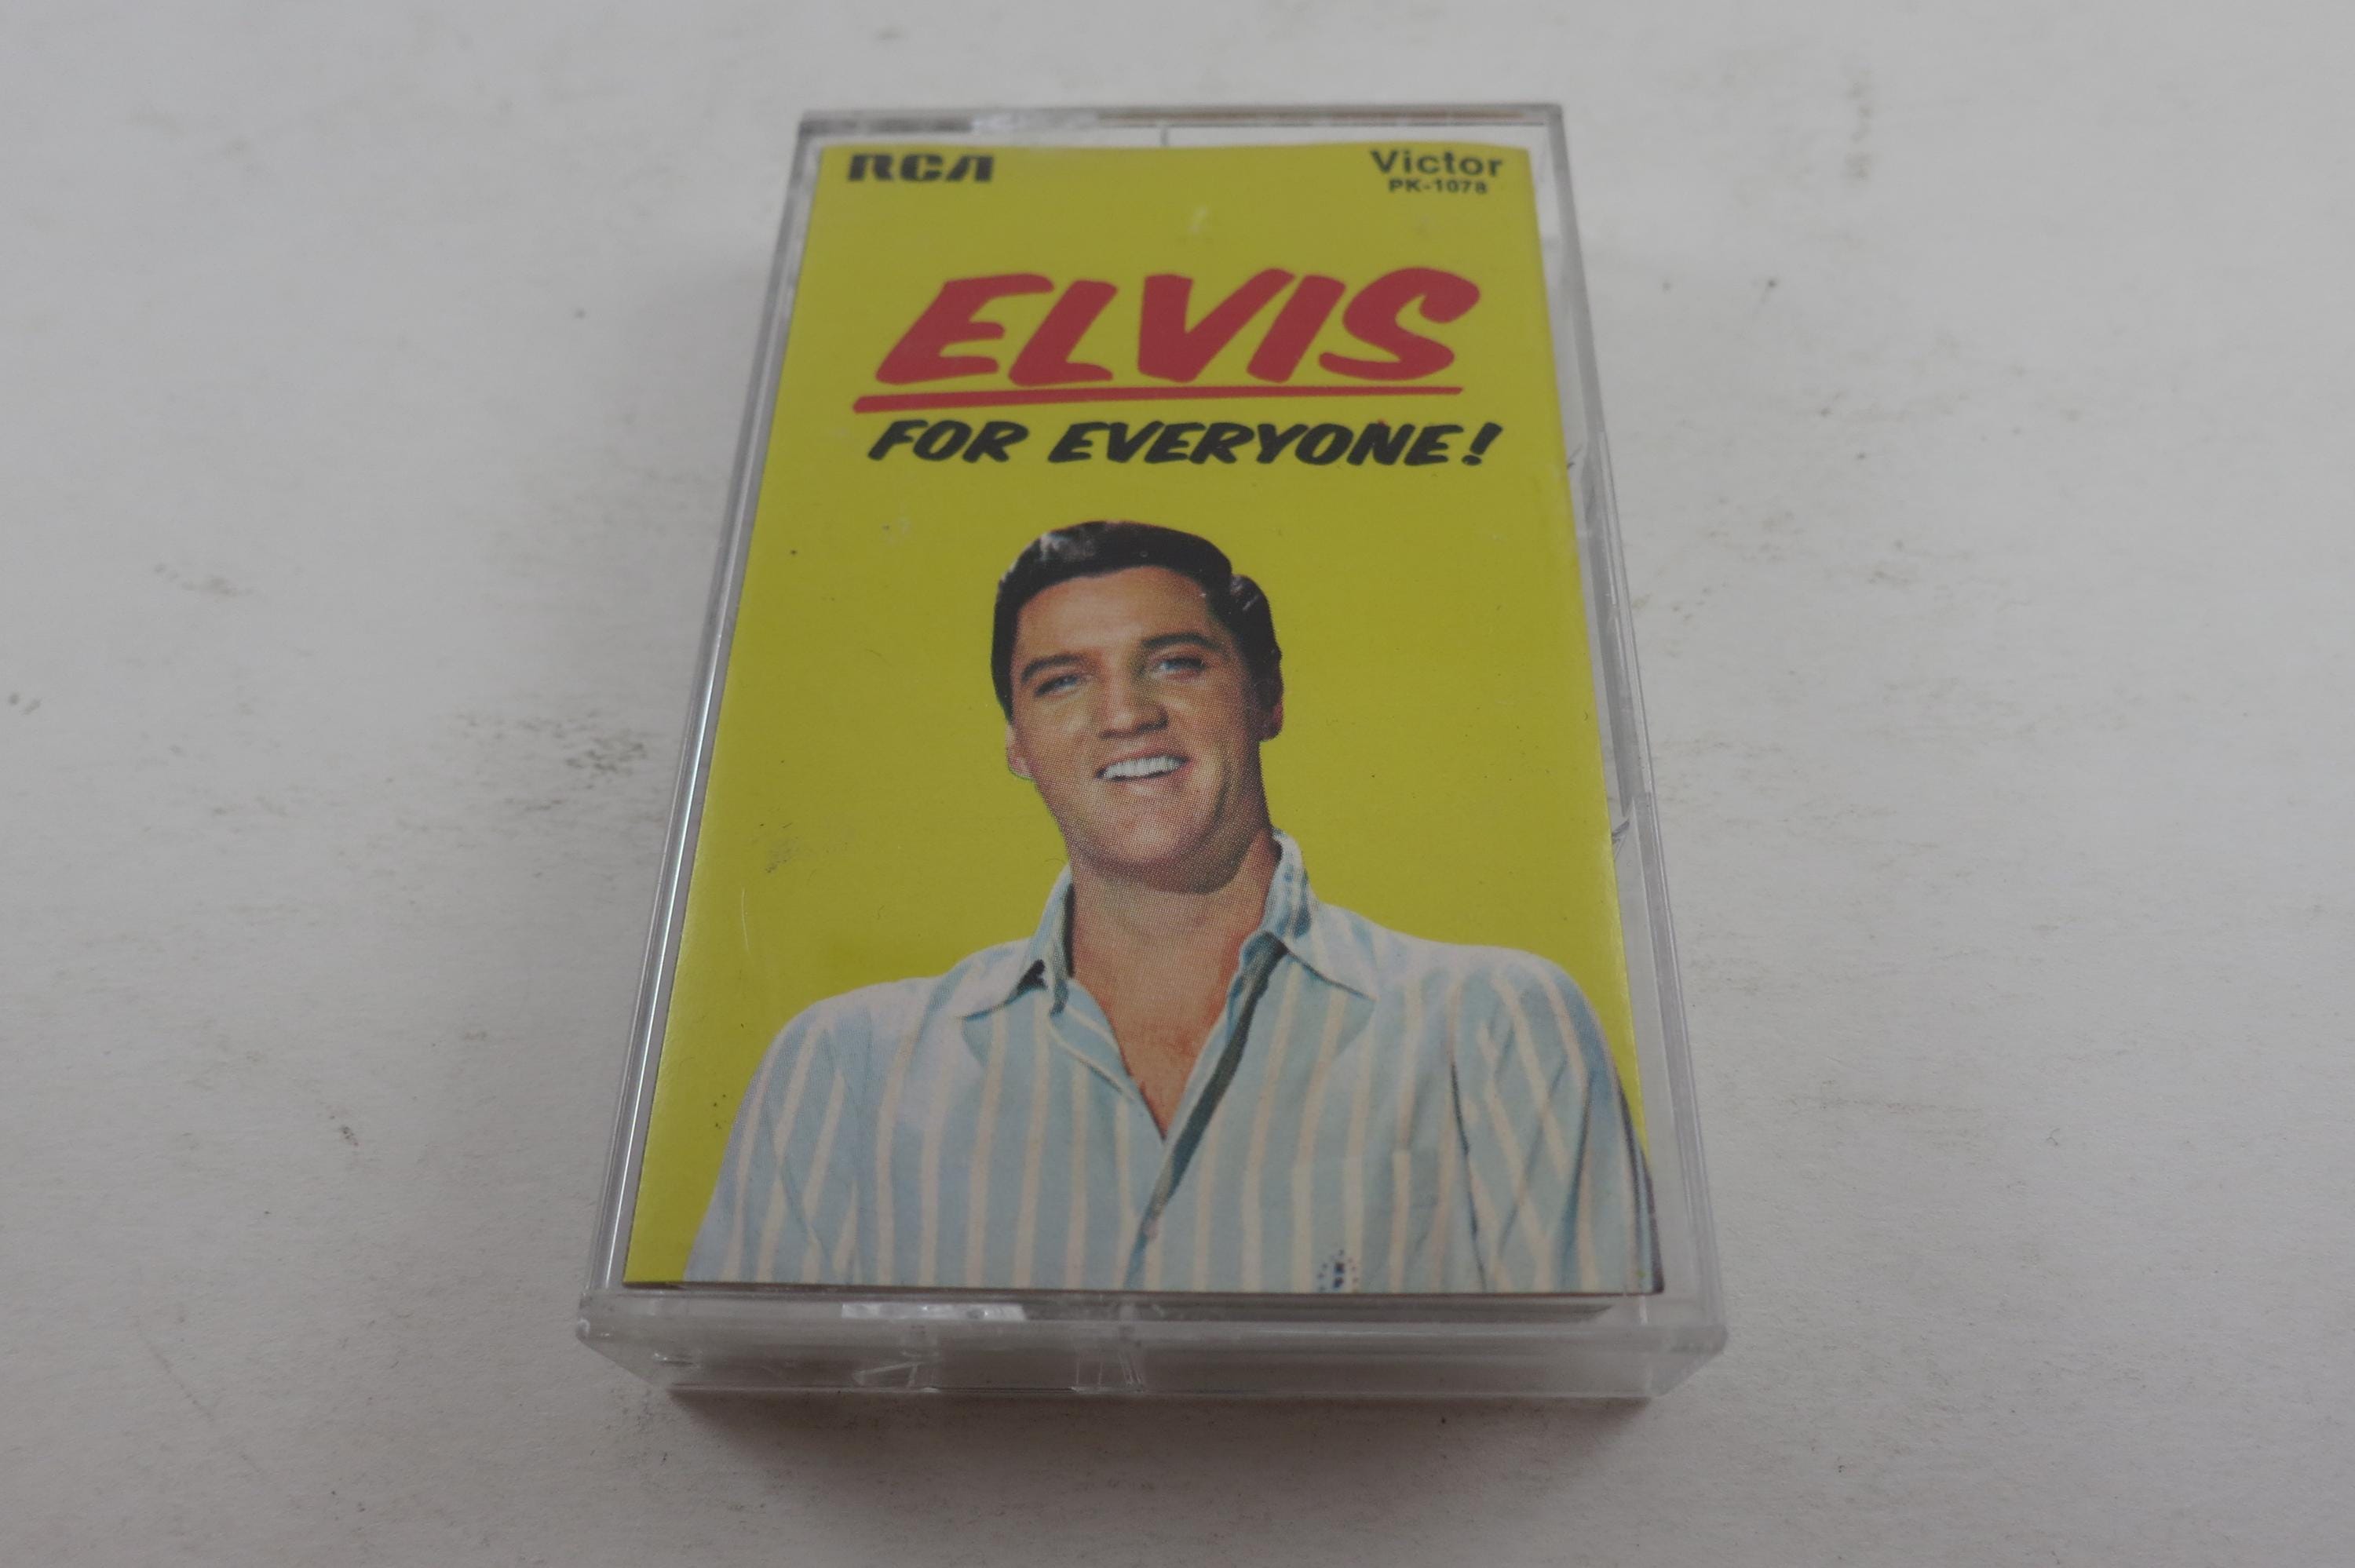 RCA
Victor
PK-1078
ELVIS
FOR EVERYONE!